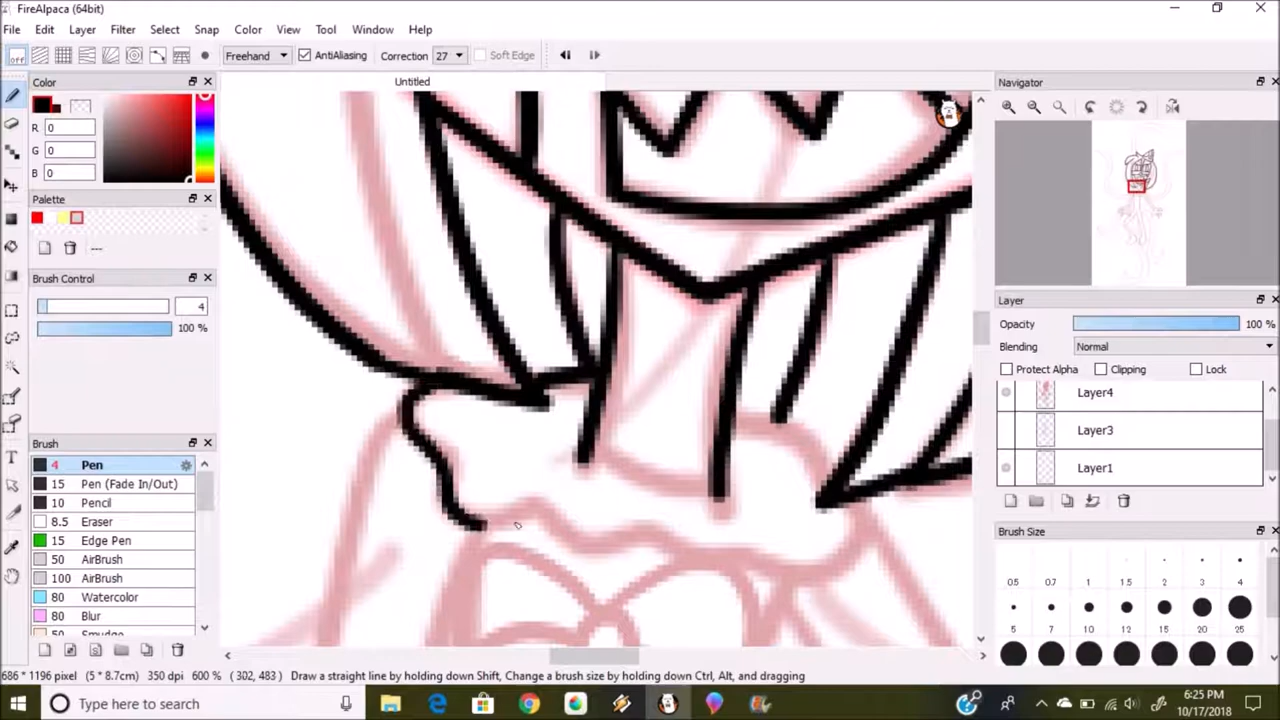 FireAlpaca (64bit)
File Edit Layer Filter Select Snap Color View Tool Window Help
off Freehand AntiAliasing Correction 27 Soft Edge
Color Untitled Navigator
R 0
G 0
B 0
Palette
---
Brush Control
4
100 %
Layer
Opacity 100 %
Blending Normal
Protect Alpha Clipping Lock
Layer4
Layer3
Layer1
Brush
4 Pen
15 Pen (Fade In/Out)
10 Pencil
8.5 Eraser
15 Edge Pen
50 AirBrush
100 AirBrush
80 Watercolor
80 Blur
50 Smudge
Brush Size
0.5 0.7 1 1.5 2 3 4
5 7 10 12 15 20 25
686 * 1196 pixel (5 * 8.7cm) 350 dpi 600 % ( 302, 483) Draw a straight line by holding down Shift, Change a brush size by holding down Ctrl, Alt, and dragging
Type here to search
6:25 PM
10/17/2018